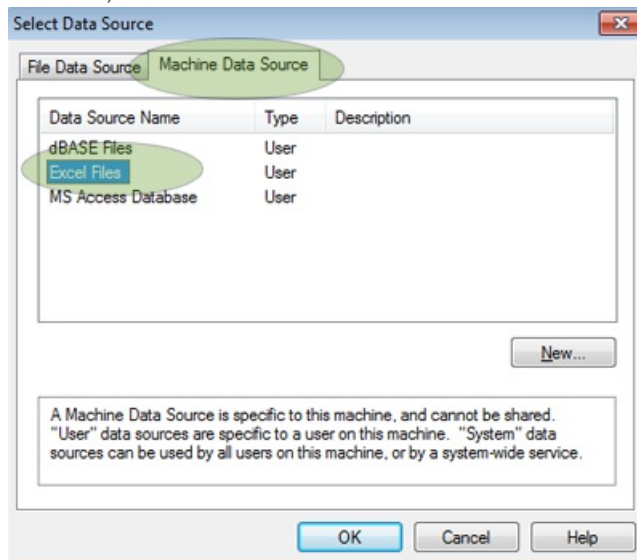 Select Data Source
File Data Source Machine Data Source
Data Source Name Type Description
dBASE Files User
Excel Files User
MS Access Database User
New...
A Machine Data Source is specific to this machine, and cannot be shared.
"User" data sources are specific to a user on this machine. "System" data
sources can be used by all users on this machine, or by a system-wide service.
OK Cancel Help